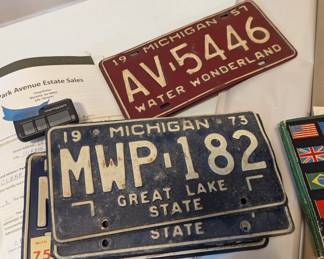 Park Avenue Estate Sales
19 MICHIGAN 57
AV·5446
WATER WONDERLAND
19 MICHIGAN 73
MWP·182
GREAT LAKE
STATE
STATE
M
75